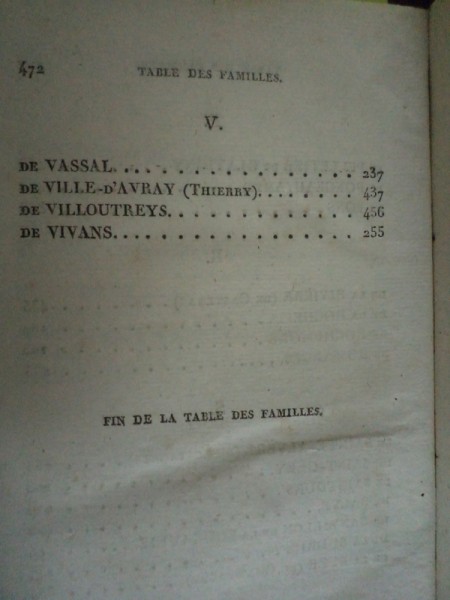 472 TABLE DES FAMILLES.
V.
DE VASSAL. . . . . . . . . . . . . . . . 237
DE VILLE-D'AVRAY (THIERRY). . . . . . . . 437
DE VILLOUTREYS. . . . . . . . . . . . . 456
DE VIVANS. . . . . . . . . . . . . . . . 255
FIN DE LA TABLE DES FAMILLES.